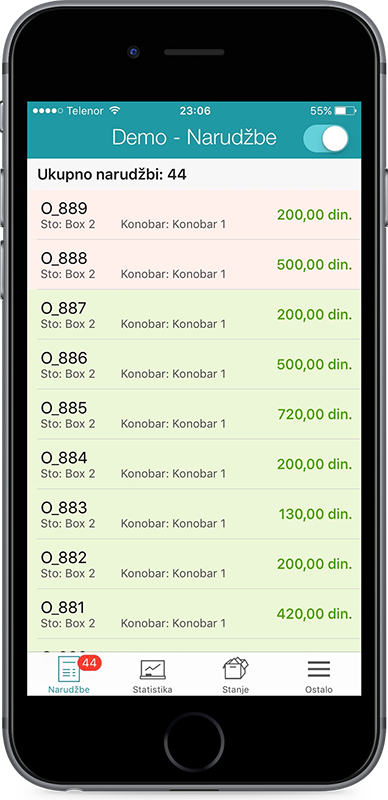 Telenor 23:06 55%
Demo - Narudžbe
Ukupno narudžbi: 44
O_889
Sto: Box 2 Konobar: Konobar 1 200,00 din.
O_888
Sto: Box 2 Konobar: Konobar 1 500,00 din.
O_887
Sto: Box 2 Konobar: Konobar 1 200,00 din.
O_886
Sto: Box 2 Konobar: Konobar 1 500,00 din.
O_885
Sto: Box 2 Konobar: Konobar 1 720,00 din.
O_884
Sto: Box 2 Konobar: Konobar 1 200,00 din.
O_883
Sto: Box 2 Konobar: Konobar 1 130,00 din.
O_882
Sto: Box 2 Konobar: Konobar 1 200,00 din.
O_881
Sto: Box 2 Konobar: Konobar 1 420,00 din.
44
Narudžbe Statistika Stanje Ostalo